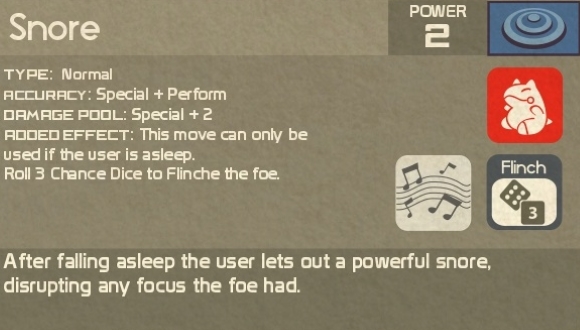 Snore
POWER
2
TYPE: Normal
ACCURACY: Special + Perform
DAMAGE POOL: Special + 2
ADDED EFFECT: This move can only be
used if the user is asleep.
Roll 3 Chance Dice to Flinche the foe.
Flinch
3
After falling asleep the user lets out a powerful snore,
disrupting any focus the foe had.